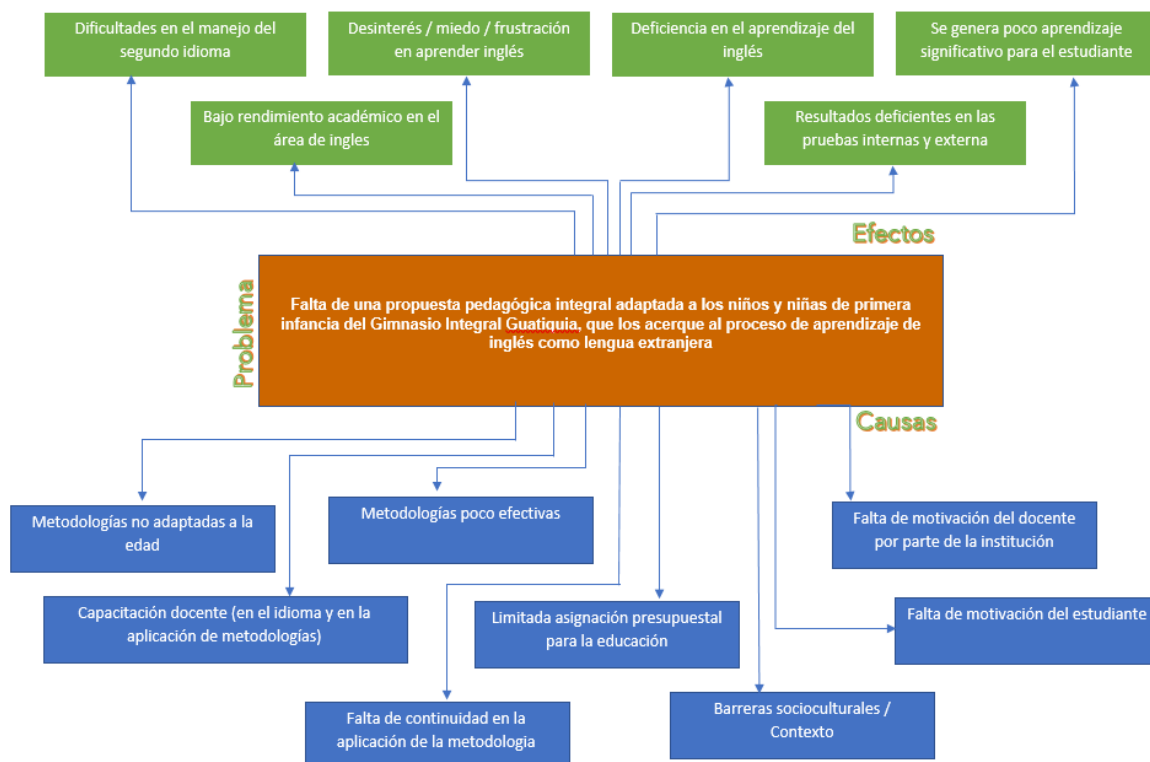 Dificultades en el manejo del
segundo idioma
Desinterés / miedo / frustración
en aprender inglés
Deficiencia en el aprendizaje del
inglés
Se genera poco aprendizaje
significativo para el estudiante
Bajo rendimiento académico en el
área de ingles
Resultados deficientes en las
pruebas internas y externa
Efectos
Problema
Falta de una propuesta pedagógica integral adaptada a los niños y niñas de primera
infancia del Gimnasio Integral Guatiquia, que los acerque al proceso de aprendizaje de
inglés como lengua extranjera
Causas
Metodologías no adaptadas a la
edad
Metodologías poco efectivas
Falta de motivación del docente
por parte de la institución
Capacitación docente (en el idioma y en la
aplicación de metodologías)
Limitada asignación presupuestal
para la educación
Falta de motivación del estudiante
Falta de continuidad en la
aplicación de la metodologia
Barreras socioculturales /
Contexto